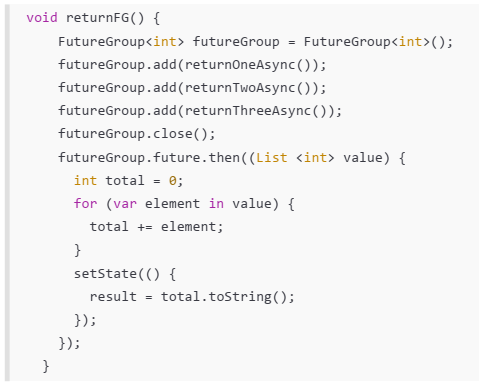 void returnFG() {
    FutureGroup<int> futureGroup = FutureGroup<int>();
    futureGroup.add(returnOneAsync());
    futureGroup.add(returnTwoAsync());
    futureGroup.add(returnThreeAsync());
    futureGroup.close();
    futureGroup.future.then((List <int> value) {
      int total = 0;
      for (var element in value) {
        total += element;
      }
      setState(() {
        result = total.toString();
      });
    });
  }